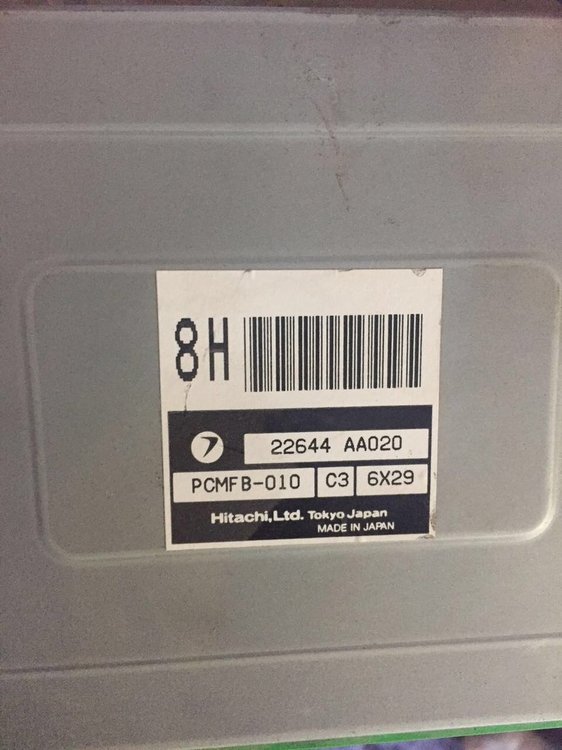 8H
22644 AA020
PCMFB-010 C3 6X29
Hitachi,Ltd. Tokyo Japan
MADE IN JAPAN